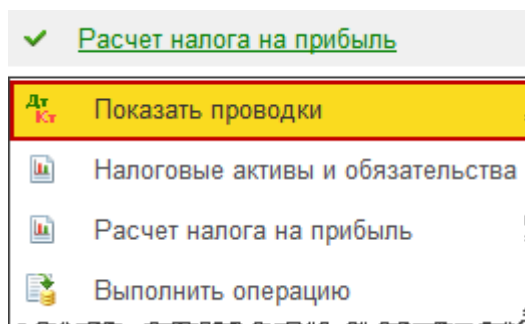 Расчет налога на прибыль
Дт Кт Показать проводки
Налоговые активы и обязательства
Расчет налога на прибыль
Выполнить операцию